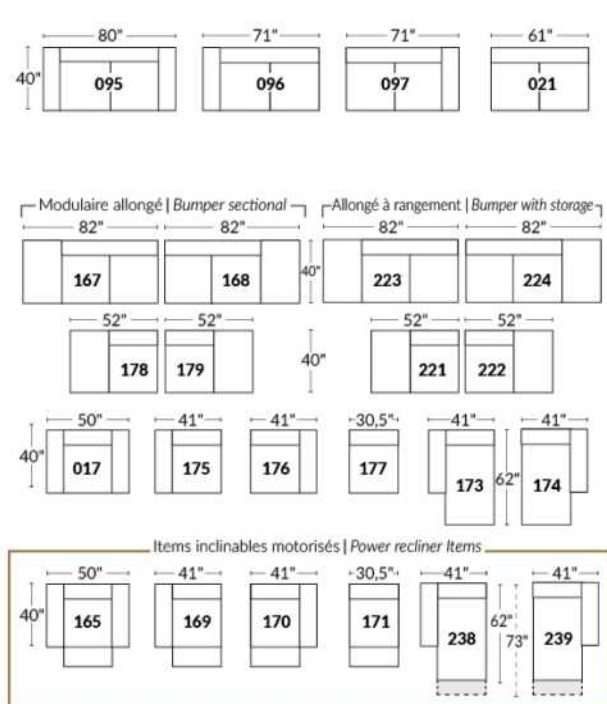 80" 71" 71" 61"
40"
095 096 097 021
Modulaire allongé | Bumper sectional Allongé à rangement | Bumper with storage
82" 82" 82" 82"
40"
167 168 223 224
52" 52" 52" 52"
40"
178 179 221 222
50" 41" 41" 30,5" 41" 41"
40"
017 175 176 177 173 62" 174
Items inclinables motorisés | Power recliner Items
50" 41" 41" 30,5" 41" 41"
40" 62"
165 169 170 171 238 73" 239